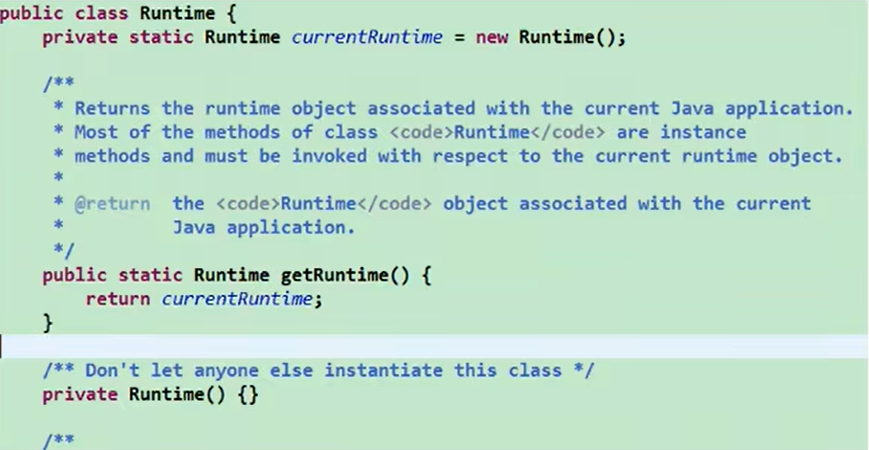 public class Runtime {
    private static Runtime currentRuntime = new Runtime();
    /**
     * Returns the runtime object associated with the current Java application.
     * Most of the methods of class <code>Runtime</code> are instance
     * methods and must be invoked with respect to the current runtime object.
     *
     * @return  the <code>Runtime</code> object associated with the current
     *          Java application.
     */
    public static Runtime getRuntime() {
        return currentRuntime;
    }
    /** Don't let anyone else instantiate this class */
    private Runtime() {}
    /**